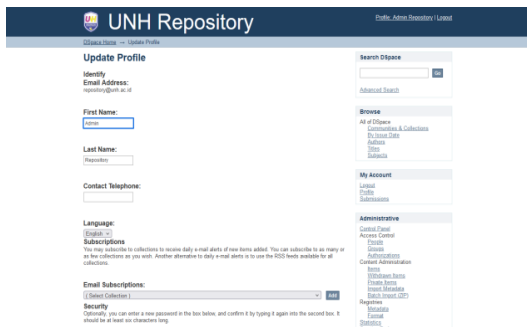 UNH Repository
Profile: Admin Repository | Logout
DSpace Home → Update Profile
Update Profile
Identify
Email Address:
repository@unh.ac.id
First Name:
Admin
Last Name:
Repository
Contact Telephone:
Language:
English
Subscriptions
You may subscribe to collections to receive daily e-mail alerts of new items added. You can subscribe to as many or
as few collections as you wish. Another alternative to daily e-mail alerts is to use the RSS feeds available for all
collections.
Email Subscriptions:
( Select Collection )
Add
Security
Optionally, you can enter a new password in the box below, and confirm it by typing it again into the second box. It
should be at least six characters long.
Search DSpace
Go
Advanced Search
Browse
All of DSpace
Communities & Collections
By Issue Date
Authors
Titles
Subjects
My Account
Logout
Profile
Submissions
Administrative
Control Panel
Access Control
People
Groups
Authorizations
Content Administration
Items
Withdrawn Items
Private Items
Import Metadata
Batch Import (ZIP)
Registries
Metadata
Format
Statistics